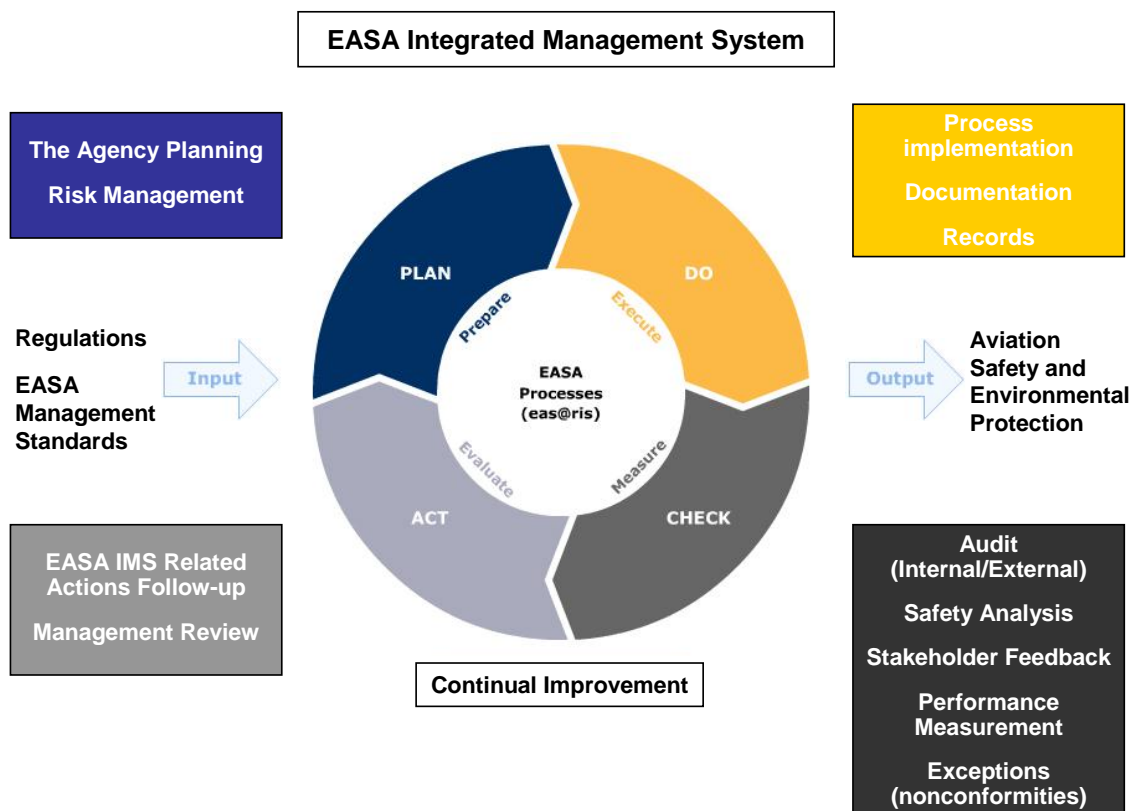 EASA Integrated Management System
The Agency Planning
Risk Management
Process
implementation
Documentation
Records
PLAN
DO
Prepare
Execute
Regulations
EASA
Management
Standards
Input
EASA
Processes
(eas@ris)
Output
Aviation
Safety and
Environmental
Protection
Evaluate
Measure
ACT
CHECK
EASA IMS Related
Actions Follow-up
Management Review
Audit
(Internal/External)
Safety Analysis
Stakeholder Feedback
Performance
Measurement
Exceptions
(nonconformities)
Continual Improvement